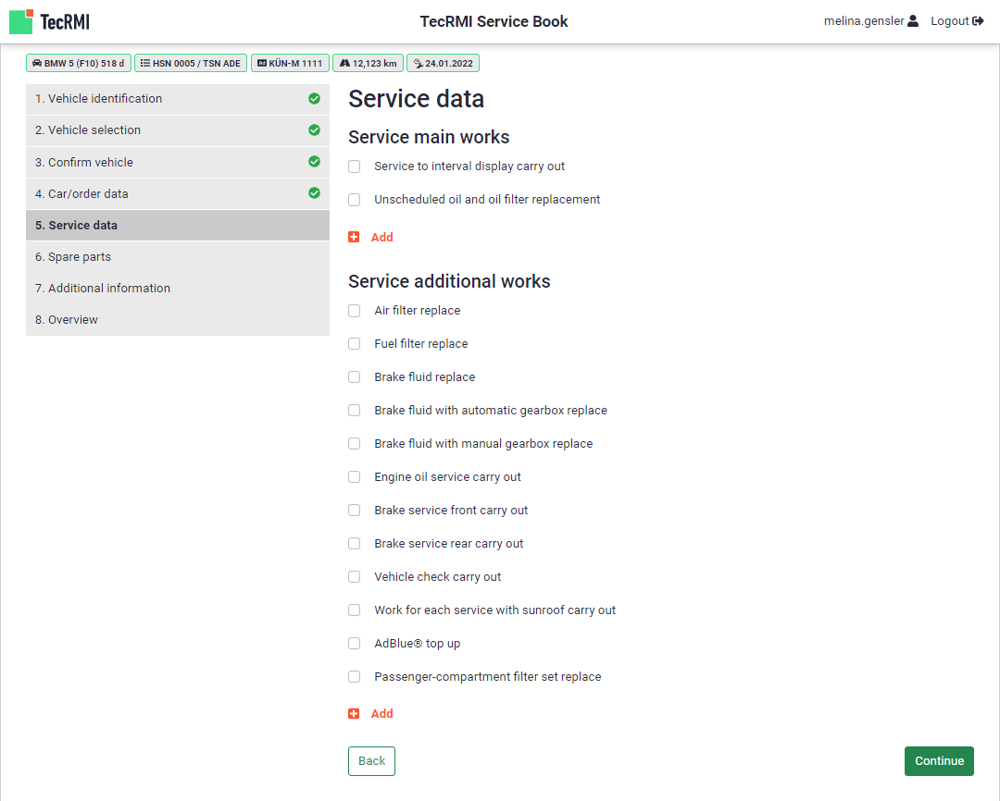 TecRMI
TecRMI Service Book
melina.gensler
Logout
BMW 5 (F10) 518 d
HSN 0005 / TSN ADE
KÜN-M 1111
12,123 km
24.01.2022
1. Vehicle identification
2. Vehicle selection
3. Confirm vehicle
4. Car/order data
5. Service data
6. Spare parts
7. Additional information
8. Overview
Service data
Service main works
Service to interval display carry out
Unscheduled oil and oil filter replacement
Add
Service additional works
Air filter replace
Fuel filter replace
Brake fluid replace
Brake fluid with automatic gearbox replace
Brake fluid with manual gearbox replace
Engine oil service carry out
Brake service front carry out
Brake service rear carry out
Vehicle check carry out
Work for each service with sunroof carry out
AdBlue® top up
Passenger-compartment filter set replace
Add
Back
Continue